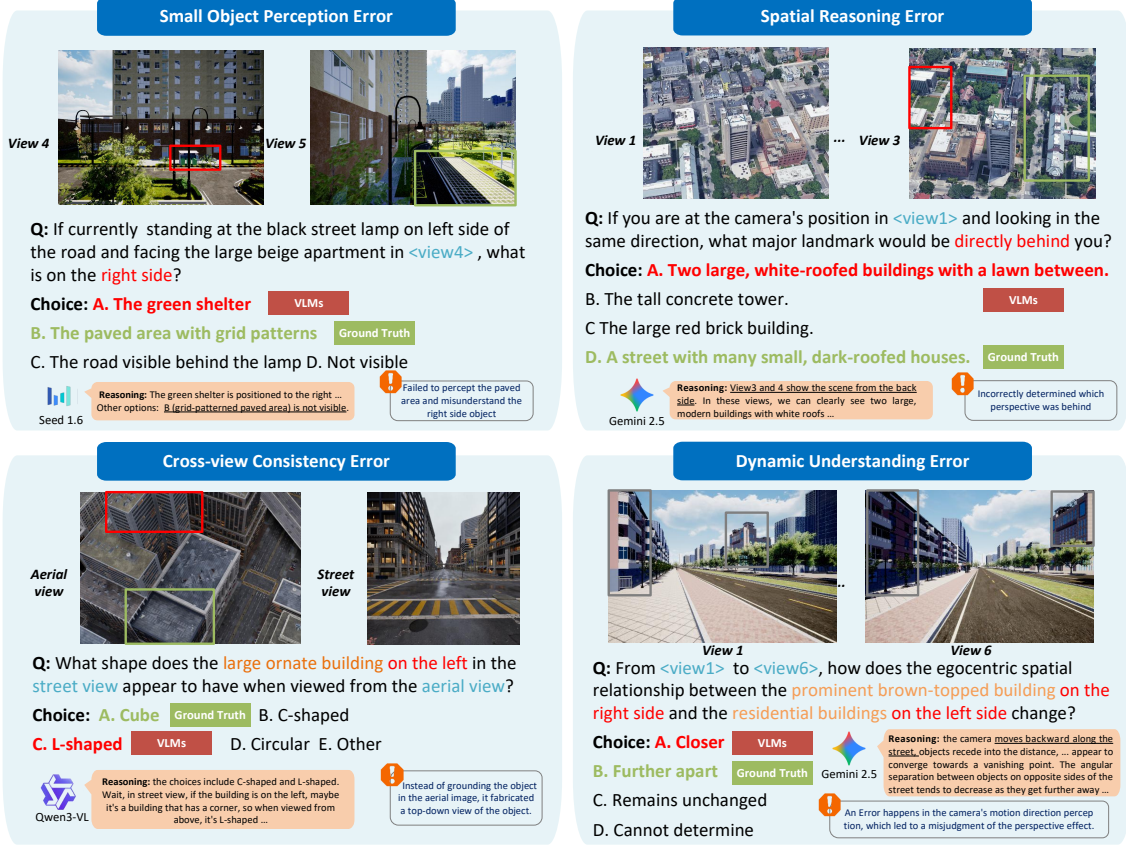 Small Object Perception Error
View 4
View 5
Q: If currently standing at the black street lamp on left side of
the road and facing the large beige apartment in <view4> , what
is on the right side?
Choice: A. The green shelter
VLMs
B. The paved area with grid patterns
Ground Truth
C. The road visible behind the lamp D. Not visible
Seed 1.6
Reasoning: The green shelter is positioned to the right ...
Other options: B (grid-patterned paved area) is not visible.
!
Failed to percept the paved
area and misunderstand the
right side object
Spatial Reasoning Error
View 1
...
View 3
Q: If you are at the camera's position in <view1> and looking in the
same direction, what major landmark would be directly behind you?
Choice: A. Two large, white-roofed buildings with a lawn between.
B. The tall concrete tower.
VLMs
C The large red brick building.
D. A street with many small, dark-roofed houses.
Ground Truth
Gemini 2.5
Reasoning: View3 and 4 show the scene from the back
side. In these views, we can clearly see two large,
modern buildings with white roofs ...
!
Incorrectly determined which
perspective was behind
Cross-view Consistency Error
Aerial
view
Street
view
Q: What shape does the large ornate building on the left in the
street view appear to have when viewed from the aerial view?
Choice: A. Cube
Ground Truth
B. C-shaped
C. L-shaped
VLMs
D. Circular E. Other
Qwen3-VL
Reasoning: the choices include C-shaped and L-shaped.
Wait, in street view, if the building is on the left, maybe
it's a building that has a corner, so when viewed from
above, it's L-shaped ...
!
Instead of grounding the object
in the aerial image, it fabricated
a top-down view of the object.
Dynamic Understanding Error
..
View 1
View 6
Q: From <view1> to <view6>, how does the egocentric spatial
relationship between the prominent brown-topped building on the
right side and the residential buildings on the left side change?
Choice: A. Closer
VLMs
B. Further apart
Ground Truth
C. Remains unchanged
D. Cannot determine
Gemini 2.5
Reasoning: the camera moves backward along the
street, objects recede into the distance, ... appear to
converge towards a vanishing point. The angular
separation between objects on opposite sides of the
street tends to decrease as they get further away ...
!
An Error happens in the camera's motion direction percep
tion, which led to a misjudgment of the perspective effect.